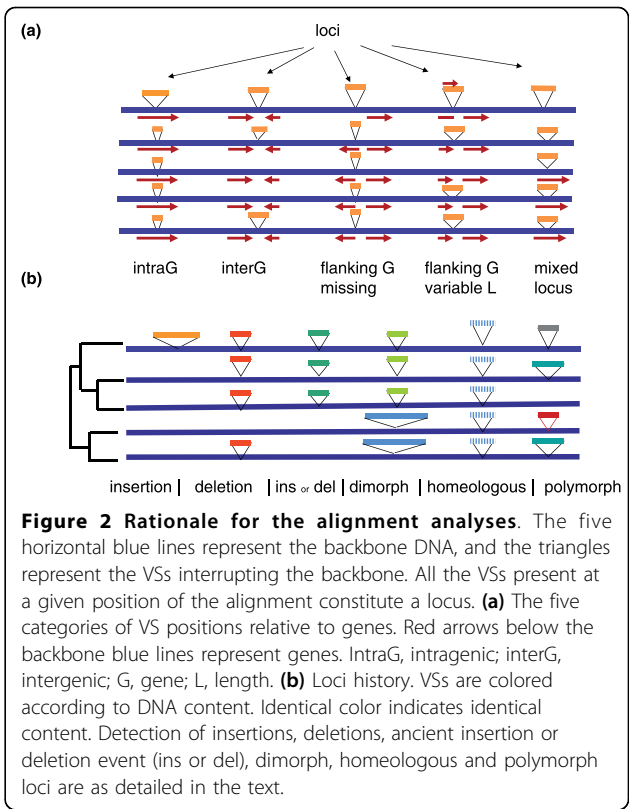 (a)
loci
intraG interG flanking G missing flanking G variable L mixed locus
(b)
insertion | deletion | ins or del | dimorph | homeologous | polymorph
Figure 2 Rationale for the alignment analyses. The five
horizontal blue lines represent the backbone DNA, and the triangles
represent the VSs interrupting the backbone. All the VSs present at
a given position of the alignment constitute a locus. (a) The five
categories of VS positions relative to genes. Red arrows below the
backbone blue lines represent genes. IntraG, intragenic; interG,
intergenic; G, gene; L, length. (b) Loci history. VSs are colored
according to DNA content. Identical color indicates identical
content. Detection of insertions, deletions, ancient insertion or
deletion event (ins or del), dimorph, homeologous and polymorph
loci are as detailed in the text.